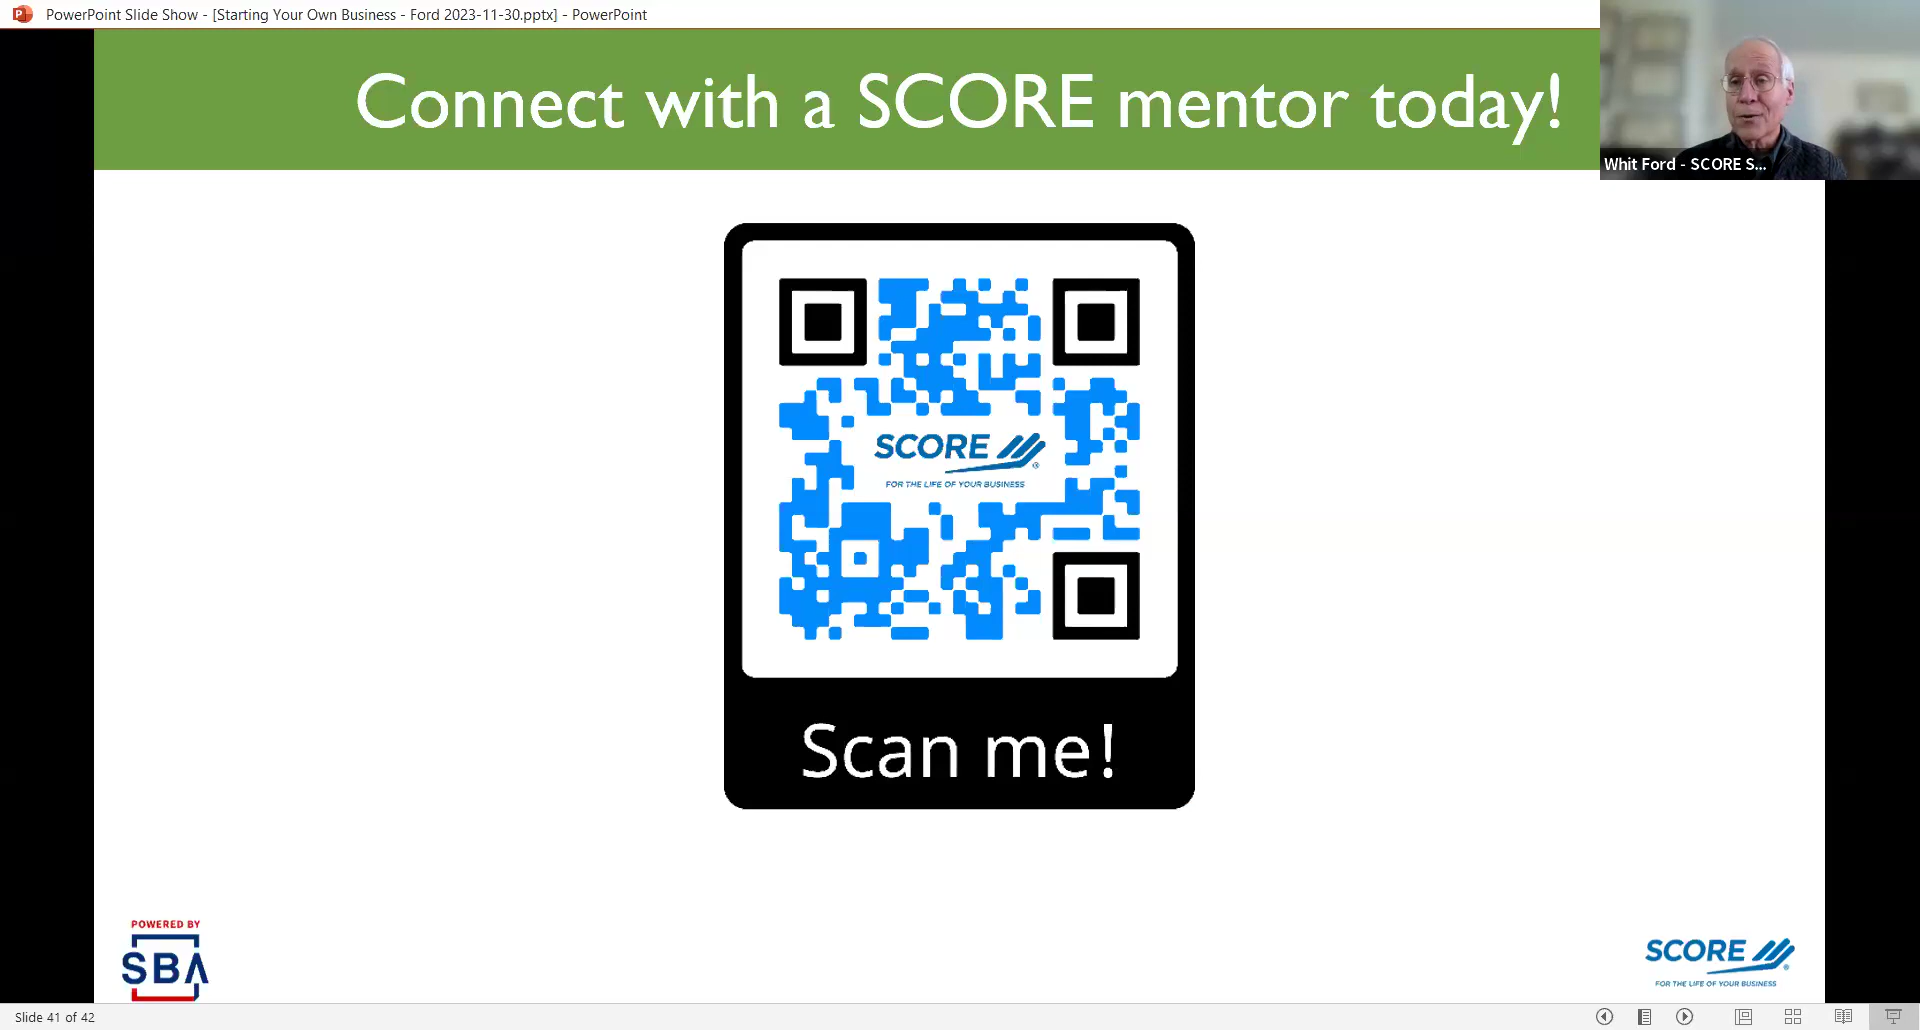 PowerPoint Slide Show - [Starting Your Own Business - Ford 2023-11-30.pptx] - PowerPoint
Connect with a SCORE mentor today!
Whit Ford - SCORE S...
SCORE
®
FOR THE LIFE OF YOUR BUSINESS
Scan me!
POWERED BY
SBA
SCORE
®
FOR THE LIFE OF YOUR BUSINESS
Slide 41 of 42